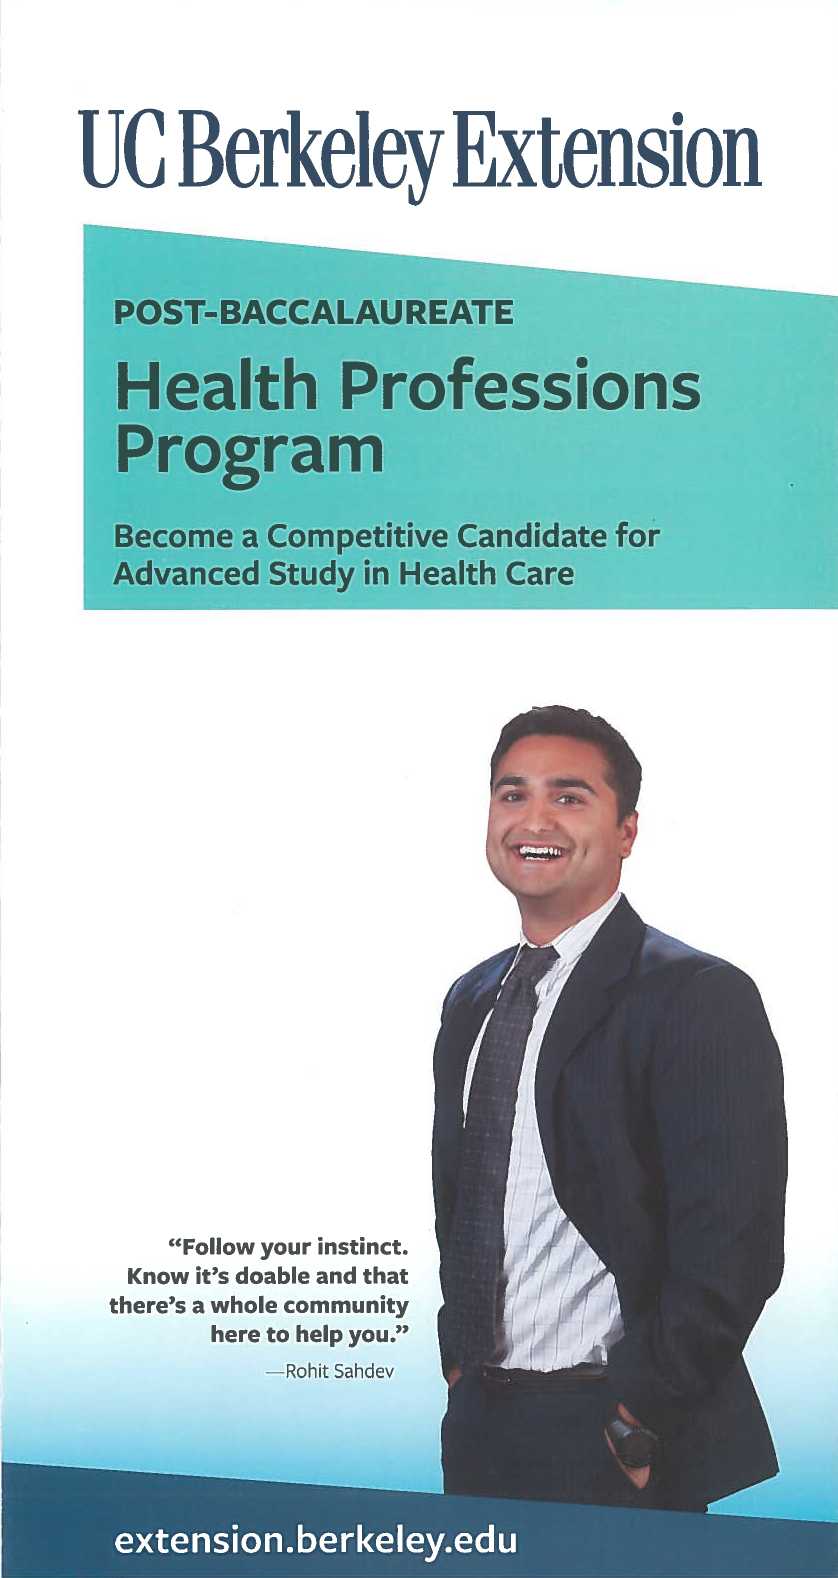 UC Berkeley Extension
POST-BACCALAUREATE
Health Professions
Program
Become a Competitive Candidate for
Advanced Study in Health Care
“Follow your instinct.
Know it’s doable and that
there’s a whole community
here to help you.”
—Rohit Sahdev
extension.berkeley.edu